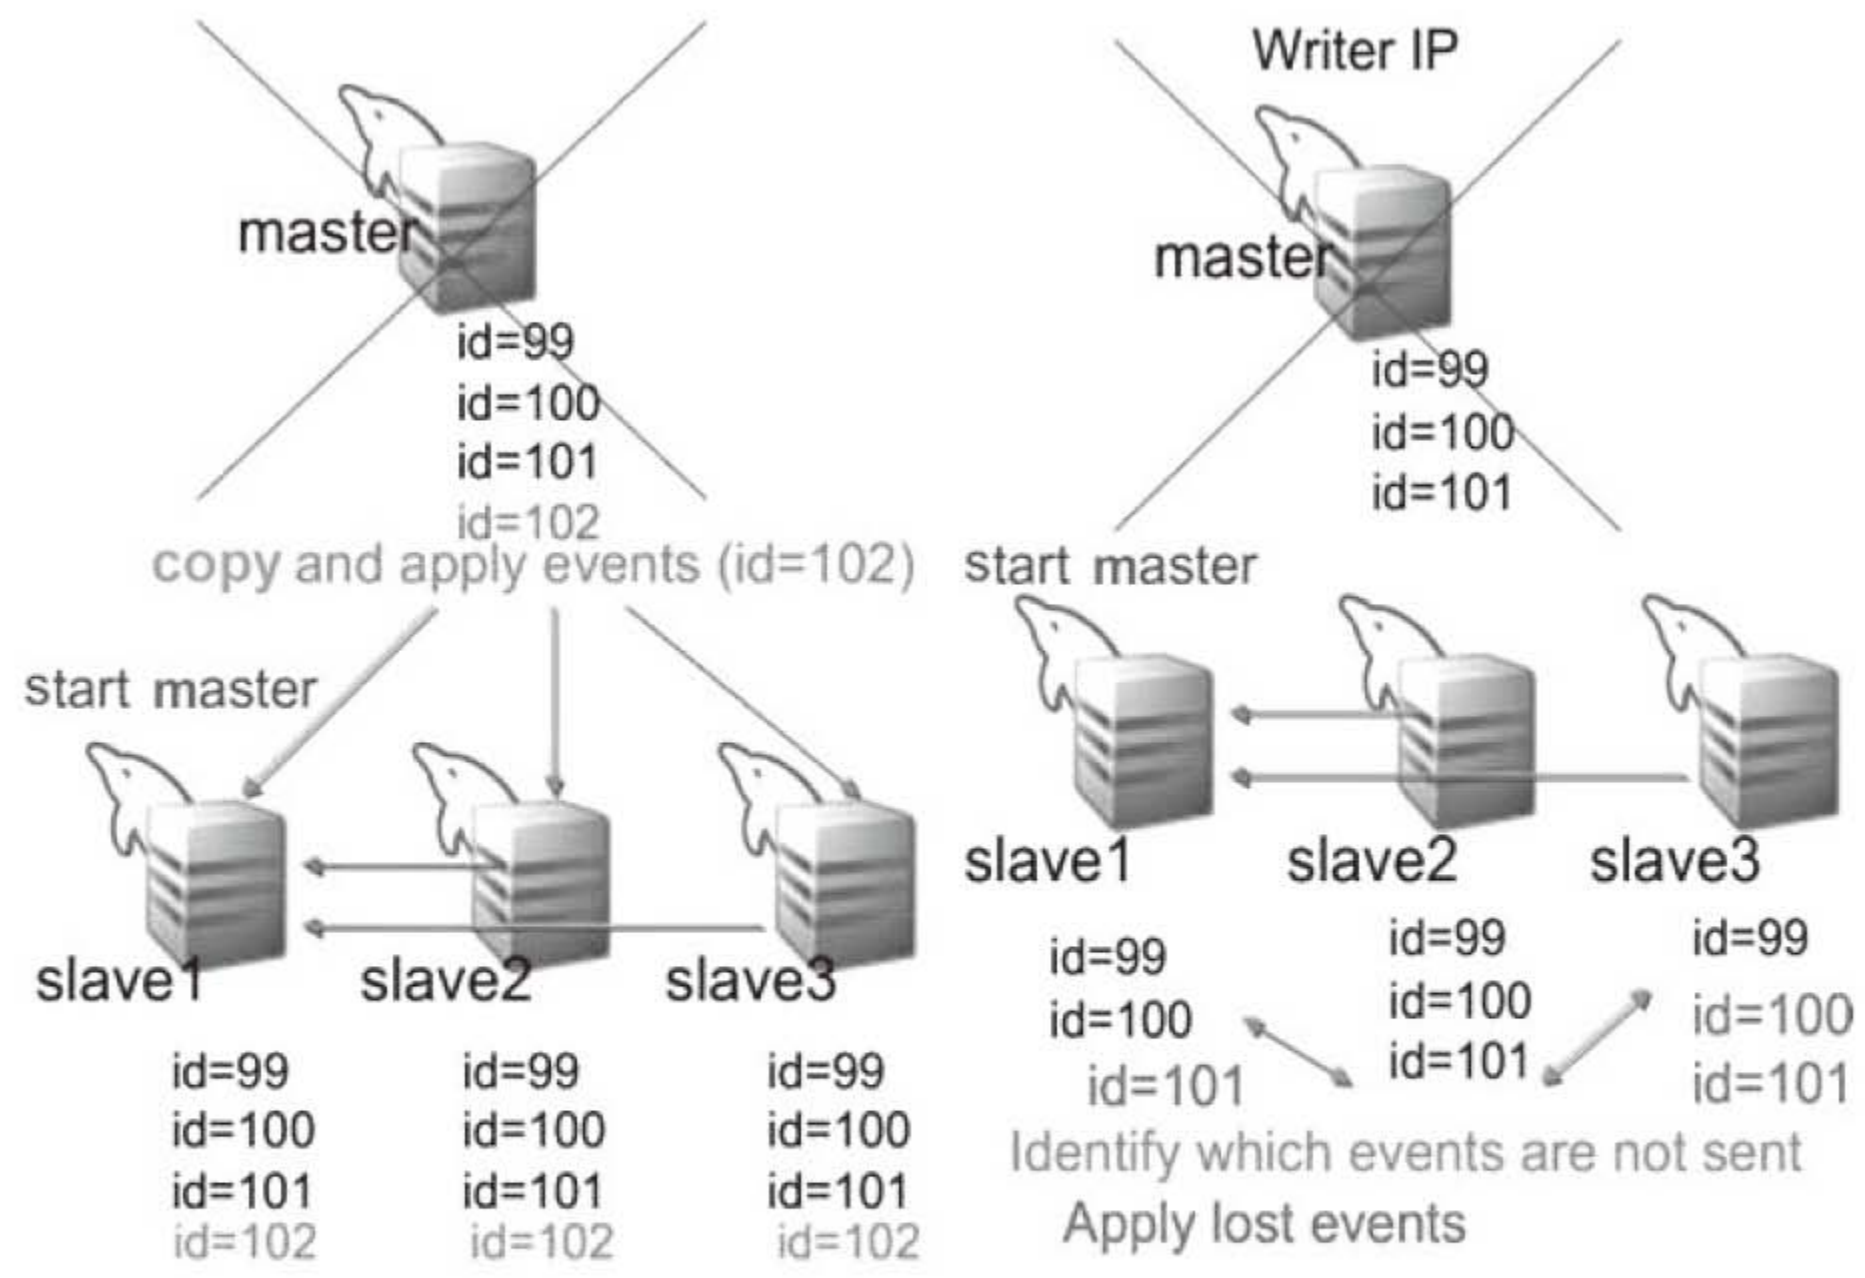 master
id=99
id=100
id=101
id=102
copy and apply events (id=102)
start master
slave1
slave2
slave3
id=99
id=100
id=101
id=102
id=99
id=100
id=101
id=102
id=99
id=100
id=101
id=102
Writer IP
master
id=99
id=100
id=101
start master
slave1
slave2
slave3
id=99
id=100
id=101
id=99
id=100
id=101
id=99
id=100
id=101
Identify which events are not sent
Apply lost events